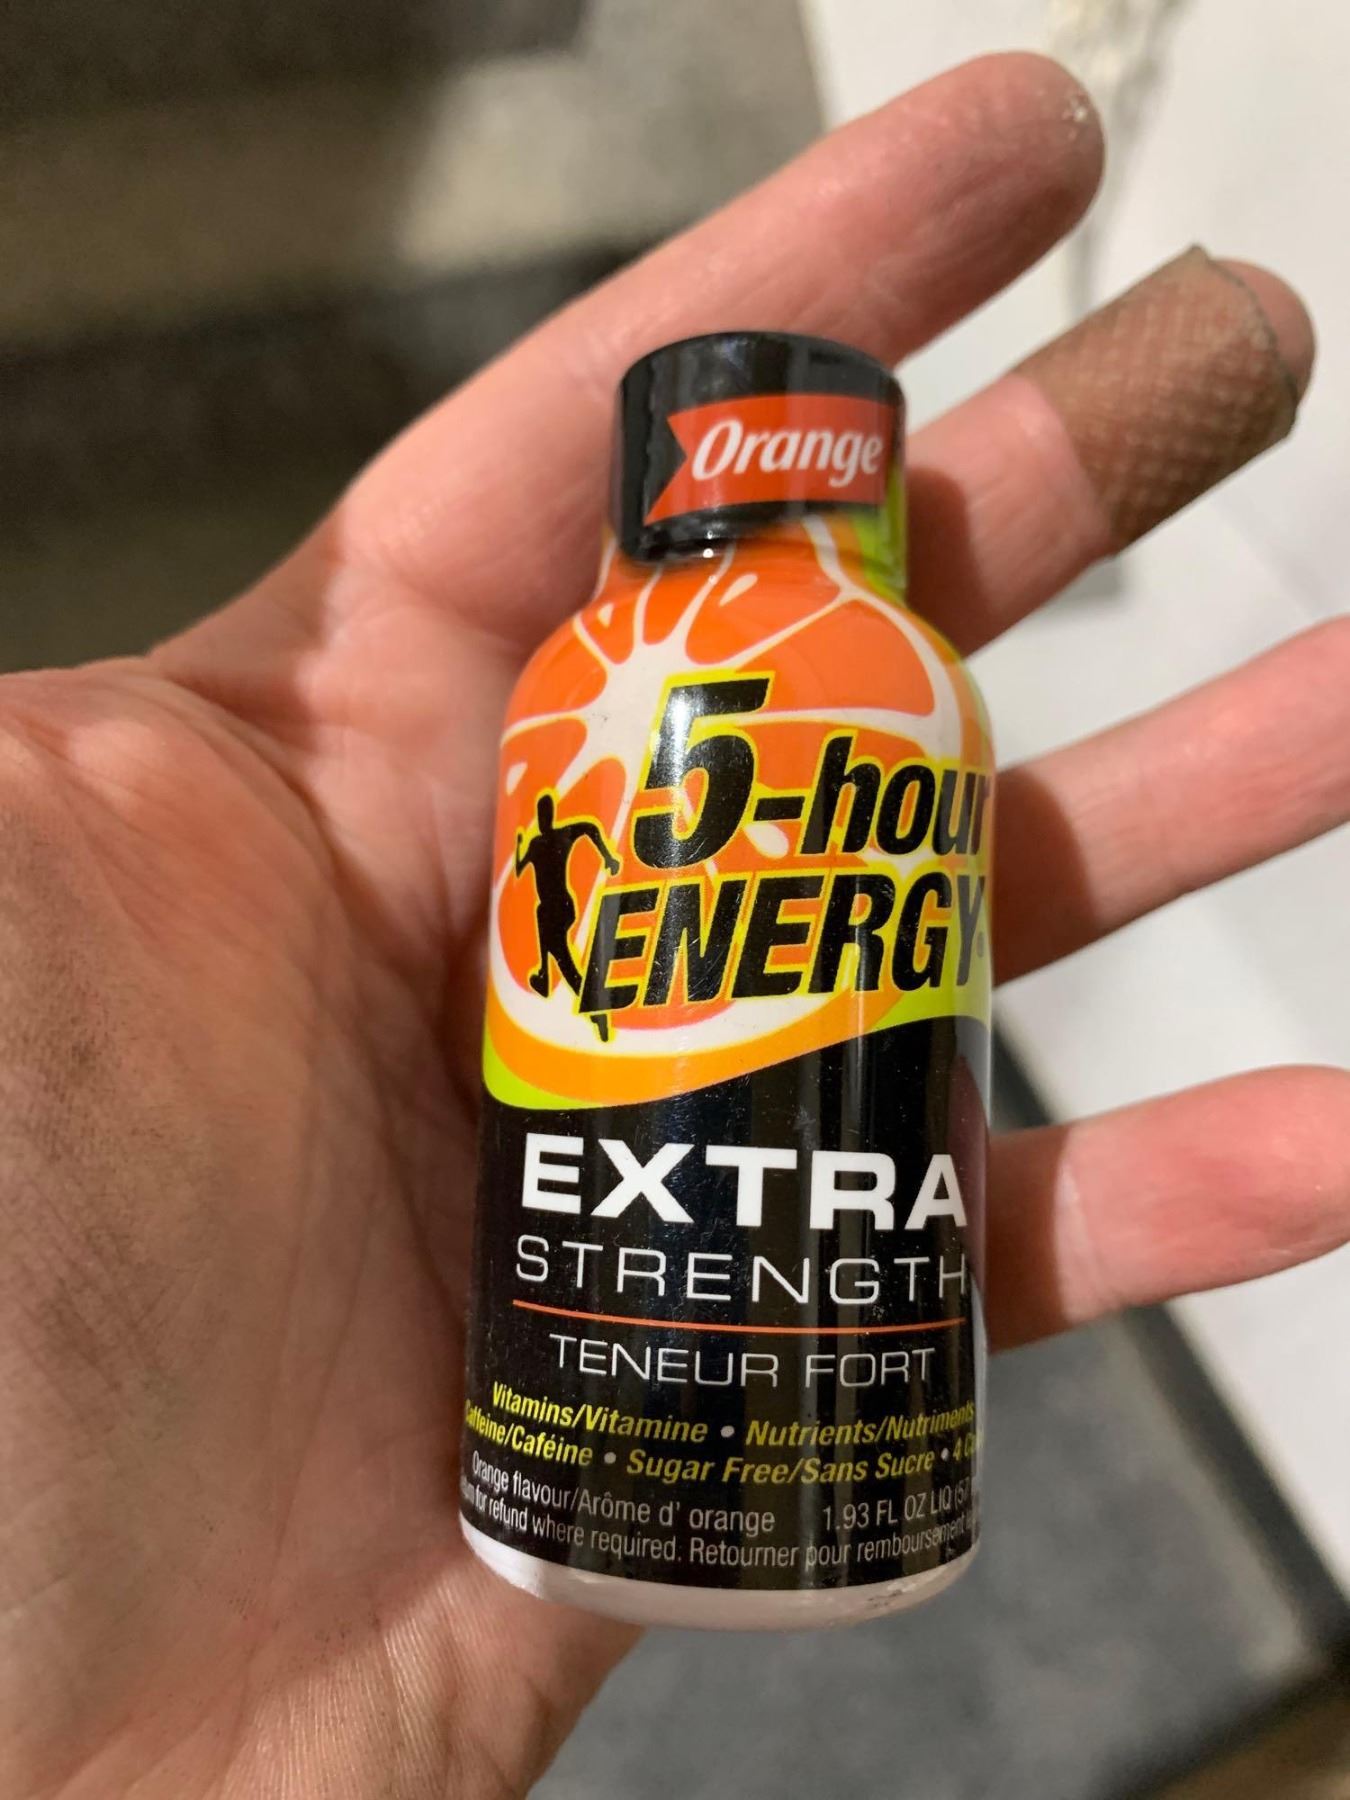 Orange
5-hour
ENERGY
EXTRA
STRENGTH
TENEUR FORT
Vitamins/Vitamine • Nutrients/Nutriments
Caffeine/Caféine • Sugar Free/Sans Sucre • 4
Orange flavour/Arôme d' orange 1.93 FL OZ LIQ
for refund where required. Retourner pour remboursement